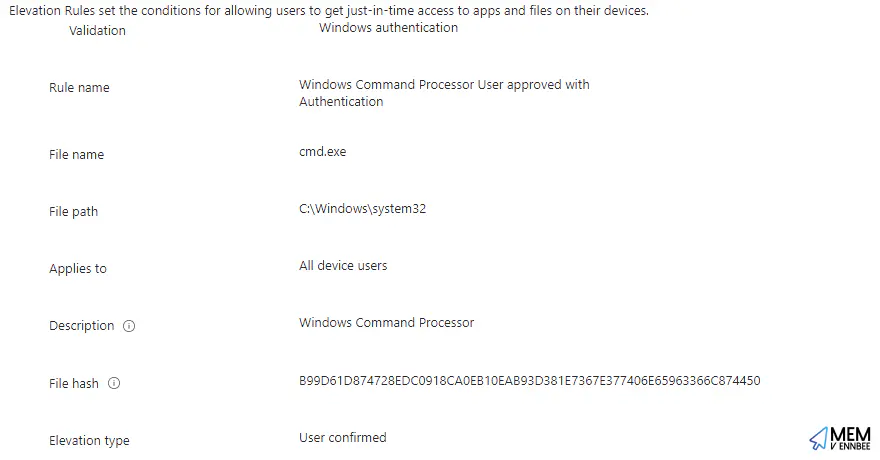 Elevation Rules set the conditions for allowing users to get just-in-time access to apps and files on their devices.
Validation Windows authentication
Rule name Windows Command Processor User approved with
Authentication
File name cmd.exe
File path C:\Windows\system32
Applies to All device users
Description Windows Command Processor
File hash B99D61D874728EDC0918CA0EB10EAB93D381E7367E377406E65963366C874450
Elevation type User confirmed
MEM
V ENNBEE